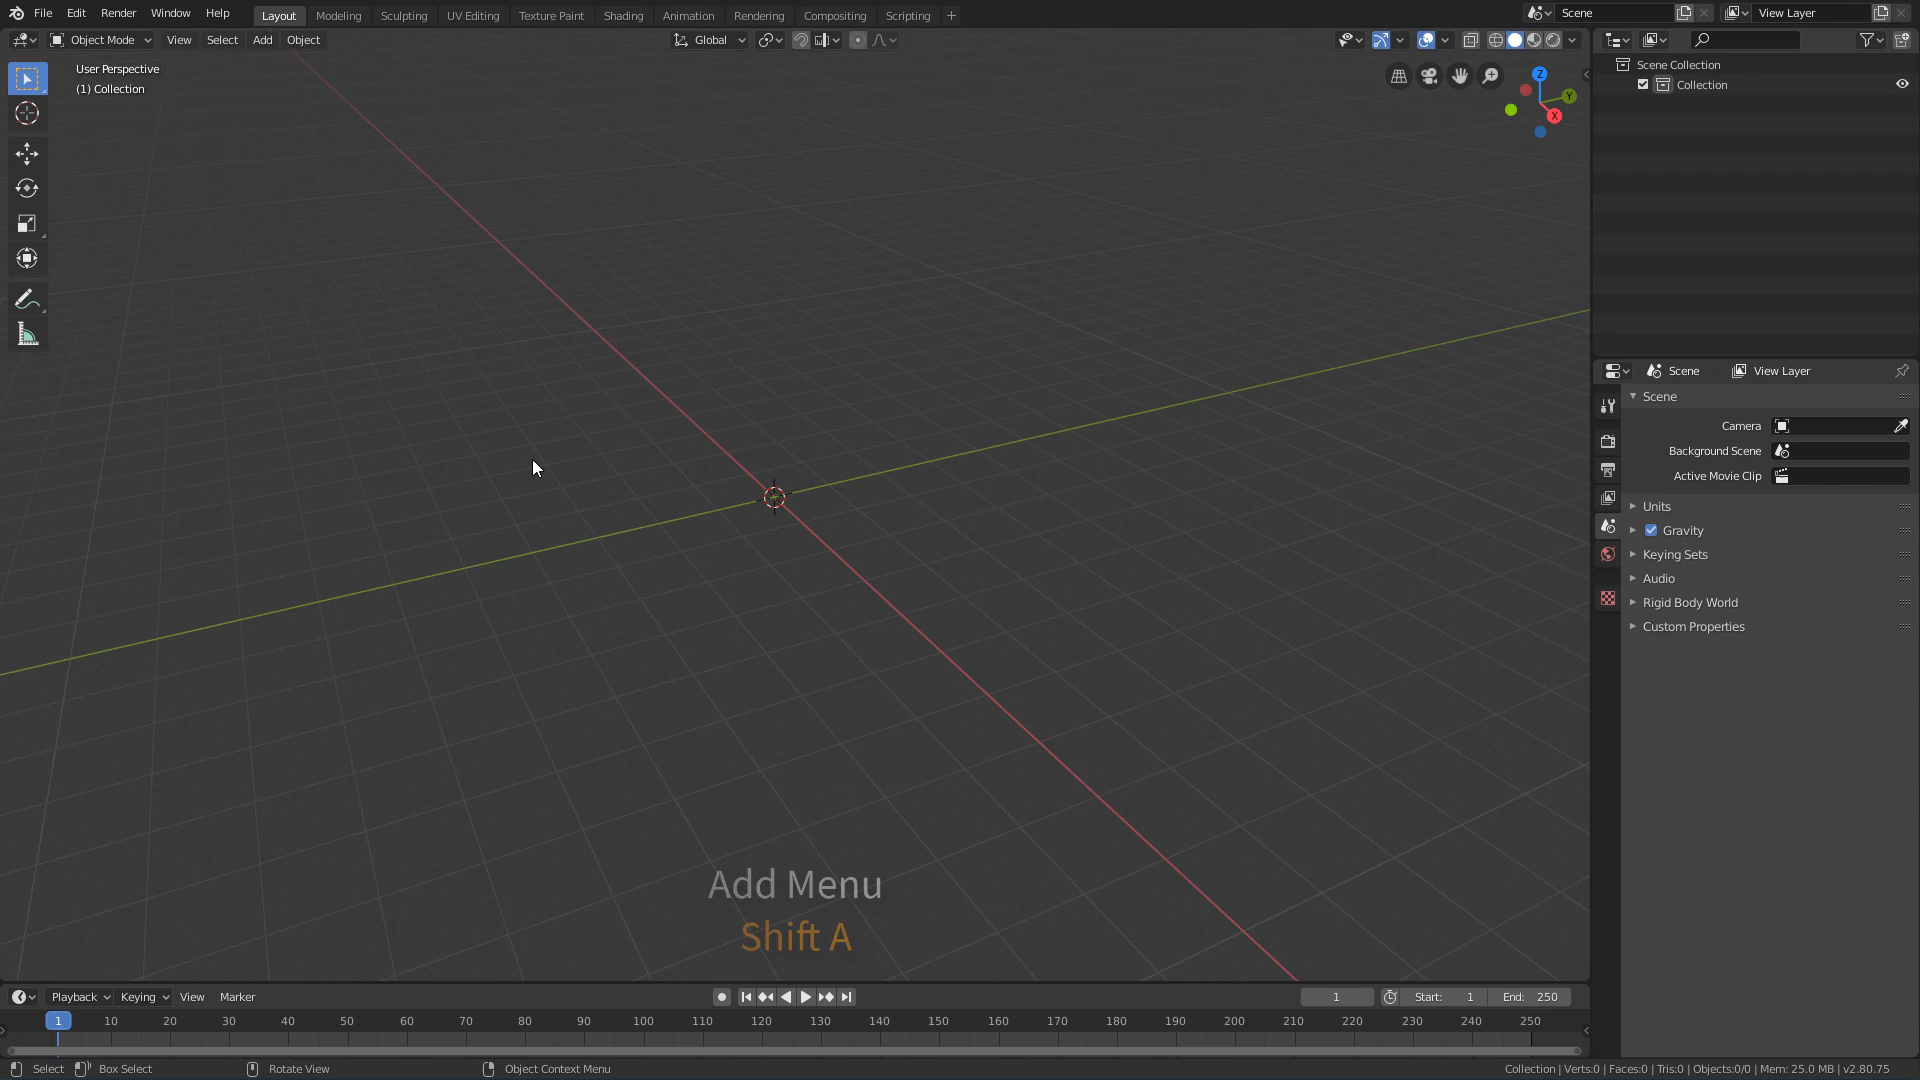 File Edit Render Window Help Layout Modeling Sculpting UV Editing Texture Paint Shading Animation Rendering Compositing Scripting + Scene View Layer
Object Mode View Select Add Object Global
User Perspective
(1) Collection
Z
Y
X
Scene Collection
Collection
Scene View Layer
Scene
Camera
Background Scene
Active Movie Clip
Units
Gravity
Keying Sets
Audio
Rigid Body World
Custom Properties
Add Menu
Shift A
Playback Keying View Marker 1 Start: 1 End: 250
1 10 20 30 40 50 60 70 80 90 100 110 120 130 140 150 160 170 180 190 200 210 220 230 240 250
Select Box Select Rotate View Object Context Menu Collection | Verts:0 | Faces:0 | Tris:0 | Objects:0/0 | Mem: 25.0 MB | v2.80.75